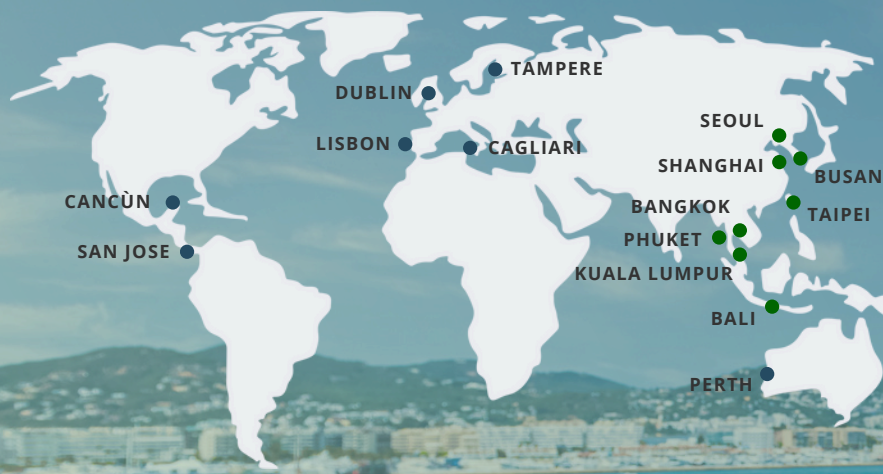 TAMPERE
DUBLIN
SEOUL
LISBON
CAGLIARI
SHANGHAI
BUSAN
CANCÙN
BANGKOK
TAIPEI
PHUKET
SAN JOSE
KUALA LUMPUR
BALI
PERTH